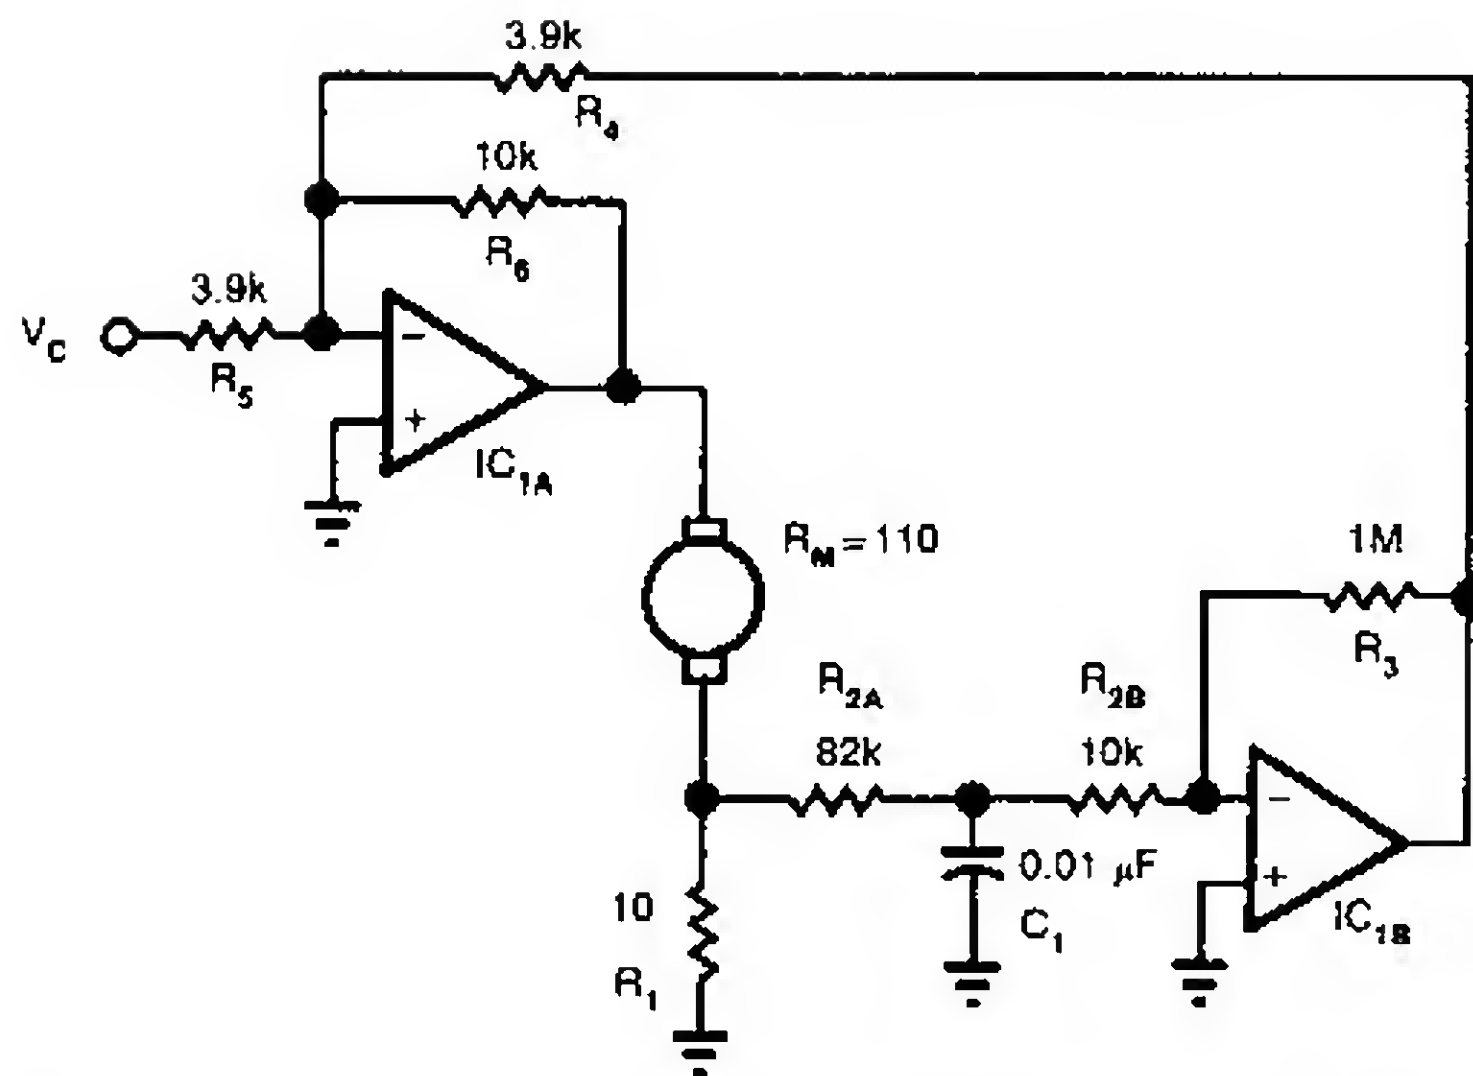 3.9k
R4
10k
R6
3.9k
VC
R5
−
+
IC1A
RM = 110
1M
R3
R2A
R2B
82k
10k
−
+
0.01 μF
10
C1
IC1B
R1